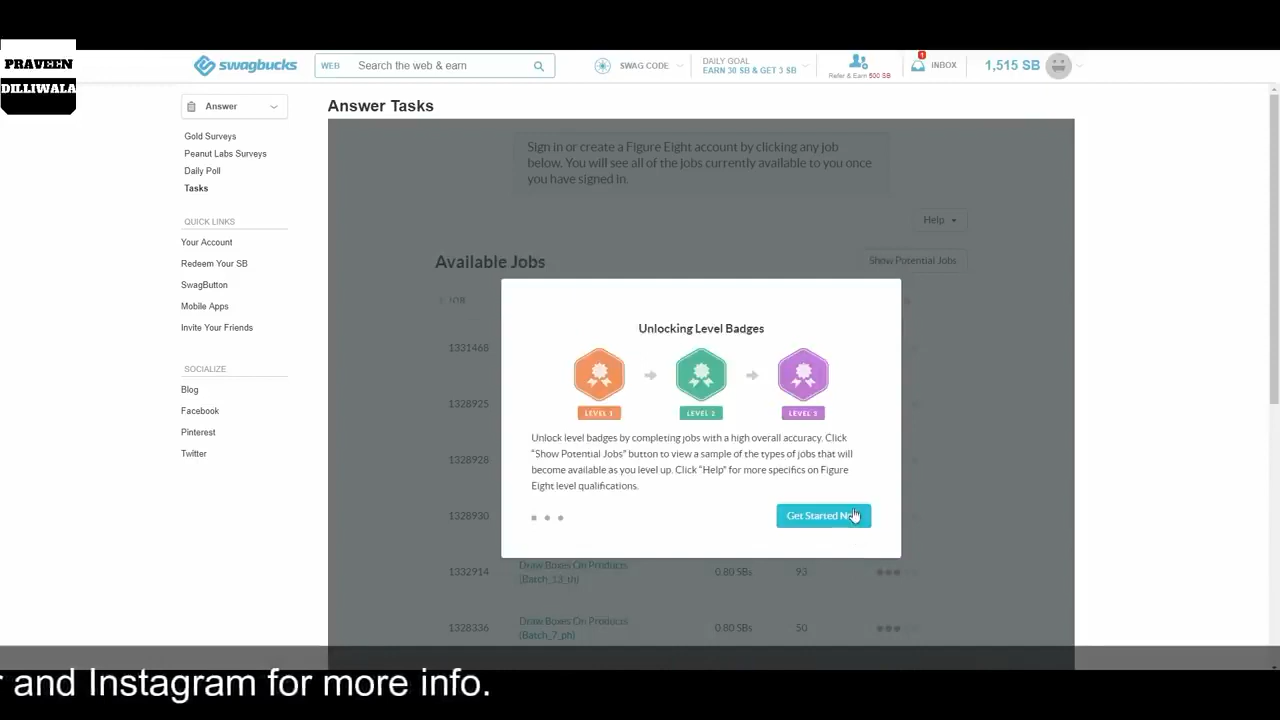 PRAVEEN
DILLIWALA
swagbucks
WEB Search the web & earn
SWAG CODE
DAILY GOAL
EARN 30 SB & GET 3 SB
Refer & Earn 500 SB
1
INBOX
1,515 SB
Answer
Gold Surveys
Peanut Labs Surveys
Daily Poll
Tasks
QUICK LINKS
Your Account
Redeem Your SB
SwagButton
Mobile Apps
Invite Your Friends
SOCIALIZE
Blog
Facebook
Pinterest
Twitter
Answer Tasks
Sign in or create a Figure Eight account by clicking any job
below. You will see all of the jobs currently available to you once
you have signed in.
Help
Available Jobs
Show Potential Jobs
1331468
1328925
1328928
1328930
Unlocking Level Badges
LEVEL 1
LEVEL 2
LEVEL 3
Unlock level badges by completing jobs with a high overall accuracy. Click
"Show Potential Jobs" button to view a sample of the types of jobs that will
become available as you level up. Click "Help" for more specifics on Figure
Eight level qualifications.
Get Started
1332914 Draw Boxes On Products 0.80 SBs 93
(Batch_13_th)
1328336 Draw Boxes On Products 0.80 SBs 50
(Batch_7_ph)
and Instagram for more info.